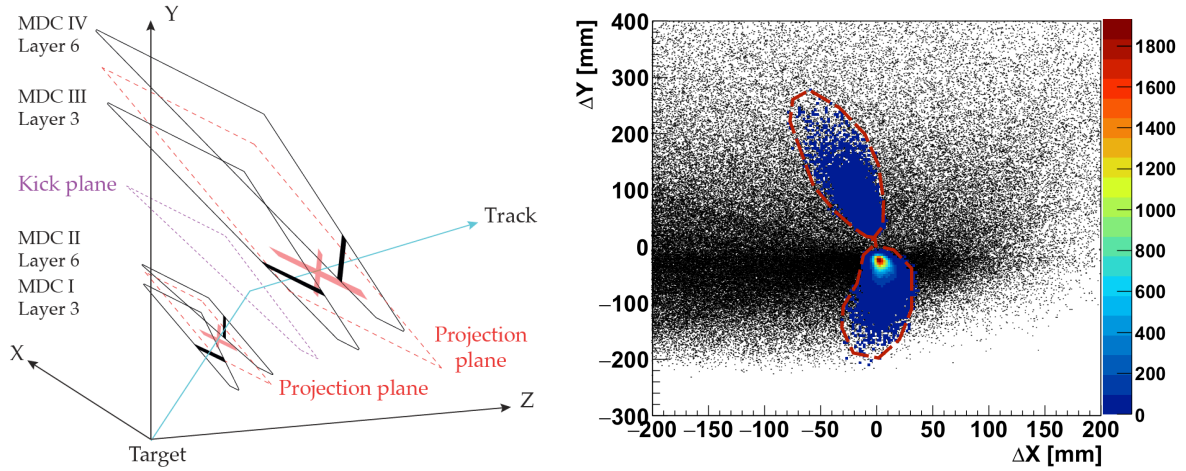 Y
MDC IV
Layer 6
MDC III
Layer 3
Kick plane
Track
MDC II
Layer 6
MDC I
Layer 3
X
Projection
plane
Projection plane
Z
Target
ΔY [mm]
400
300
200
100
0
−100
−200
−300
−200 −150 −100 −50 0 50 100 150 200
ΔX [mm]
1800
1600
1400
1200
1000
800
600
400
200
0